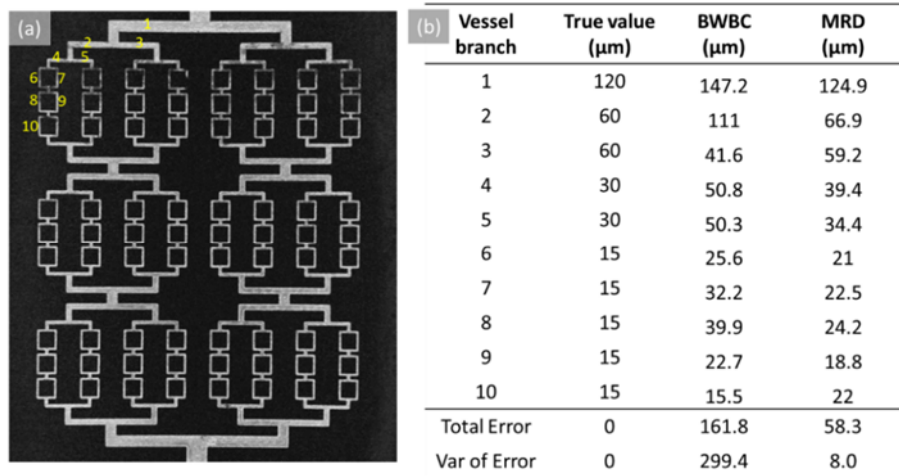 (a)
1
2 3
4 5
6 7
8 9
10
(b)
Vessel branch True value (μm) BWBC (μm) MRD (μm)
1 120 147.2 124.9
2 60 111 66.9
3 60 41.6 59.2
4 30 50.8 39.4
5 30 50.3 34.4
6 15 25.6 21
7 15 32.2 22.5
8 15 39.9 24.2
9 15 22.7 18.8
10 15 15.5 22
Total Error 0 161.8 58.3
Var of Error 0 299.4 8.0